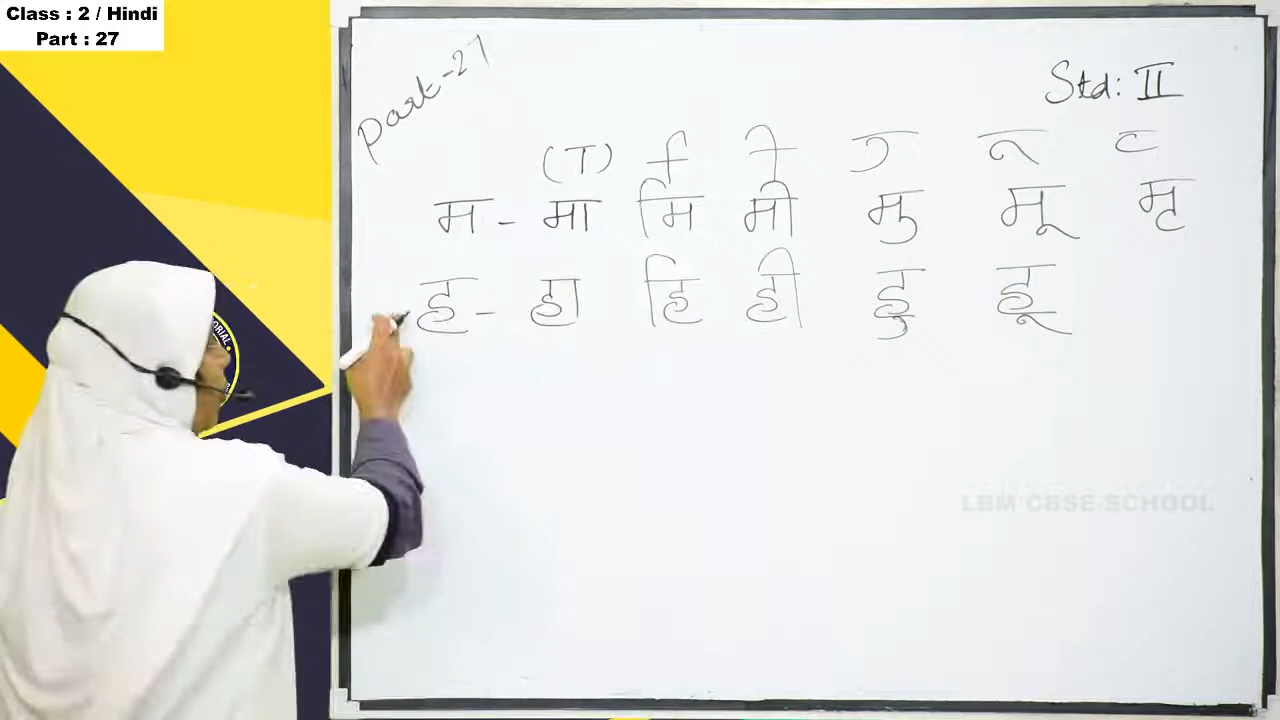 Class : 2 / Hindi
Part : 27
Part-27
Std: II
(ा) ि ी ु ू ृ
म - मा मि मी मु मू मृ
ह - हा हि ही हु हू
LBM CBSE SCHOOL